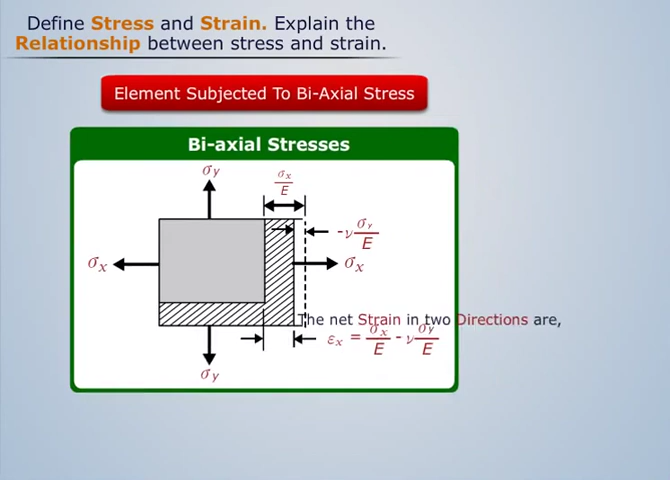 Define Stress and Strain. Explain the
Relationship between stress and strain.
Element Subjected To Bi-Axial Stress
Bi-axial Stresses
σy
σx
E
-ν σy
E
σx
σx
The net Strain in two Directions are,
εx = σx/E - ν σy/E
σy